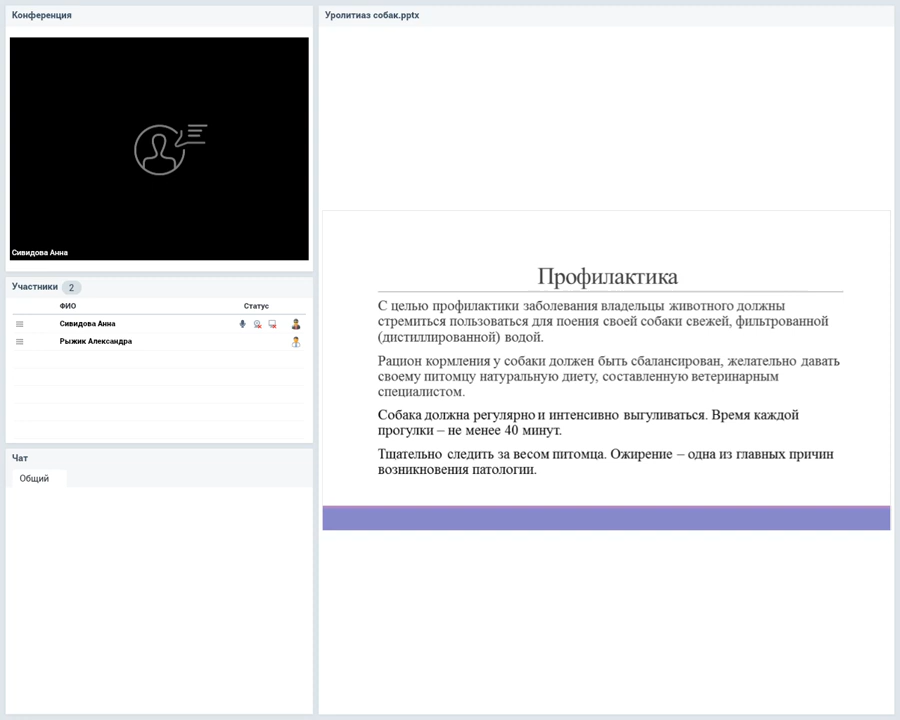 Конференция
Сивидова Анна
Участники 2
ФИО Статус
Сивидова Анна
Рыжик Александра
Чат
Общий
Уролитиаз собак.pptx
Профилактика
С целью профилактики заболевания владельцы животного должны
стремиться пользоваться для поения своей собаки свежей, фильтрованной
(дистиллированной) водой.
Рацион кормления у собаки должен быть сбалансирован, желательно давать
своему питомцу натуральную диету, составленную ветеринарным
специалистом.
Собака должна регулярно и интенсивно выгуливаться. Время каждой
прогулки – не менее 40 минут.
Тщательно следить за весом питомца. Ожирение – одна из главных причин
возникновения патологии.